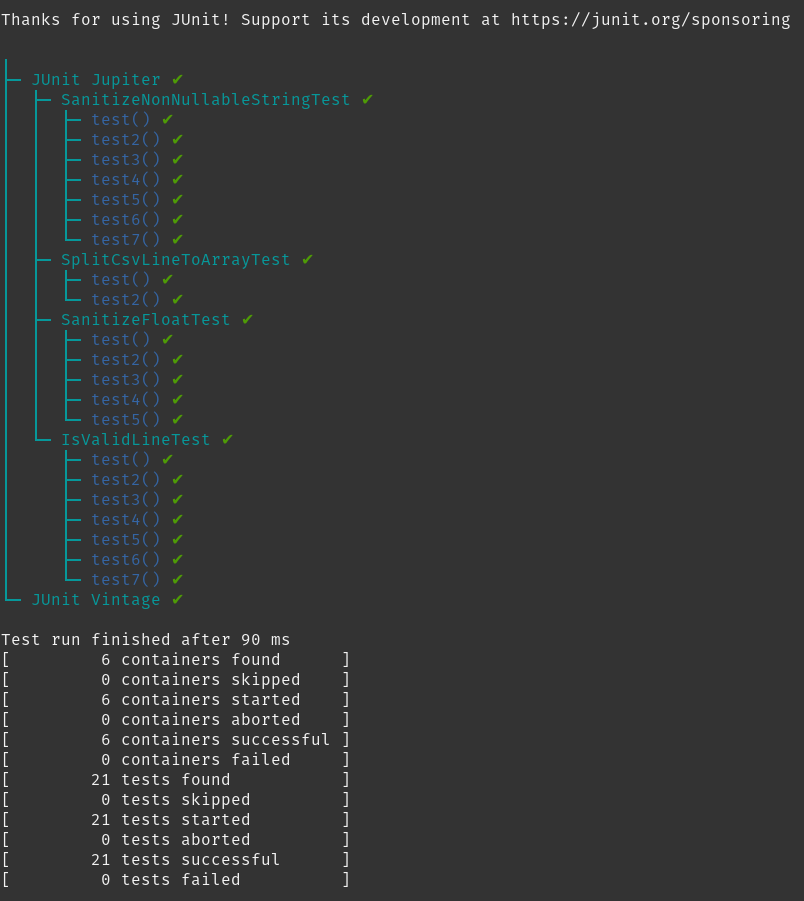 Thanks for using JUnit! Support its development at https://junit.org/sponsoring
JUnit Jupiter ✔
SanitizeNonNullableStringTest ✔
test() ✔
test2() ✔
test3() ✔
test4() ✔
test5() ✔
test6() ✔
test7() ✔
SplitCsvLineToArrayTest ✔
test() ✔
test2() ✔
SanitizeFloatTest ✔
test() ✔
test2() ✔
test3() ✔
test4() ✔
test5() ✔
IsValidLineTest ✔
test() ✔
test2() ✔
test3() ✔
test4() ✔
test5() ✔
test6() ✔
test7() ✔
JUnit Vintage ✔
Test run finished after 90 ms
[         6 containers found      ]
[         0 containers skipped    ]
[         6 containers started    ]
[         0 containers aborted    ]
[         6 containers successful ]
[         0 containers failed     ]
[        21 tests found           ]
[         0 tests skipped         ]
[        21 tests started         ]
[         0 tests aborted         ]
[        21 tests successful      ]
[         0 tests failed          ]